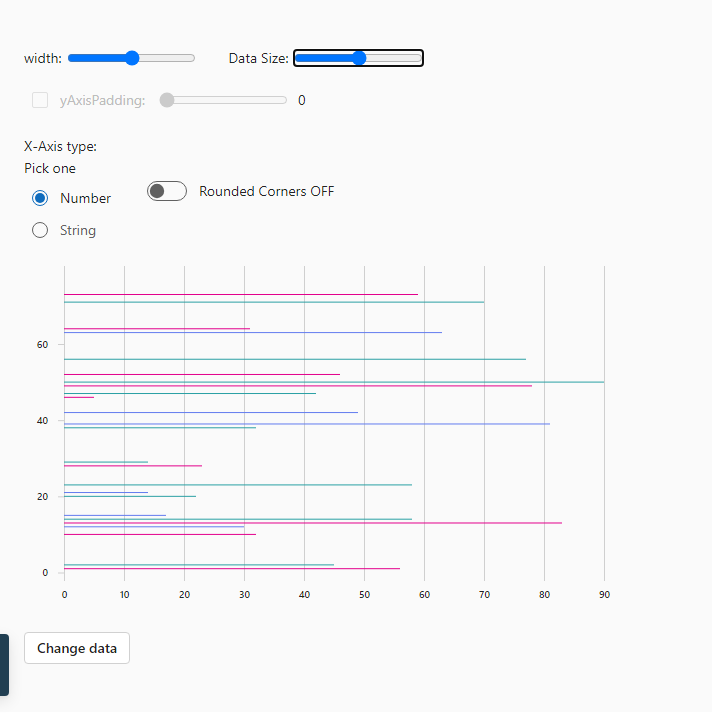 width: Data Size:
yAxisPadding: 0
X-Axis type:
Pick one
Number Rounded Corners OFF
String
60
40
20
0
0 10 20 30 40 50 60 70 80 90
Change data